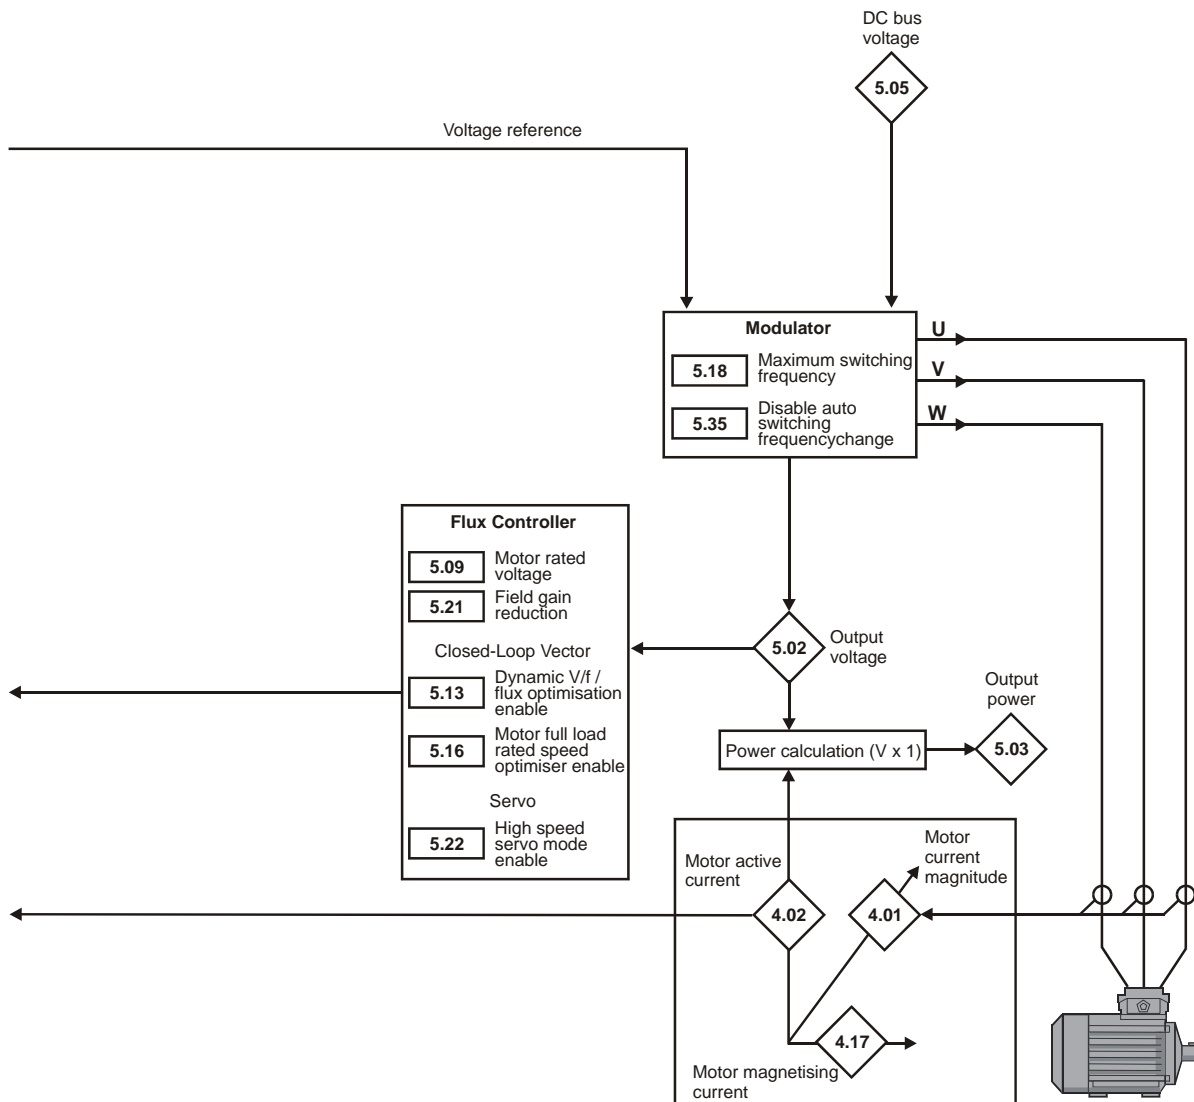 DC bus
voltage
5.05
Voltage reference
Modulator
5.18
Maximum switching
frequency
5.35
Disable auto
switching
frequencychange
U
V
W
Flux Controller
5.09
Motor rated
voltage
5.21
Field gain
reduction
Closed-Loop Vector
5.13
Dynamic V/f /
flux optimisation
enable
5.16
Motor full load
rated speed
optimiser enable
Servo
5.22
High speed
servo mode
enable
5.02
Output
voltage
Output
power
Power calculation (V x 1)
5.03
Motor active
current
Motor
current
magnitude
4.02
4.01
4.17
Motor magnetising
current